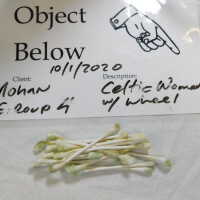 Object
Below
10/1/2020
Client:
Description:
Mohan
Celtic Woman
Group 4
w/ wheel